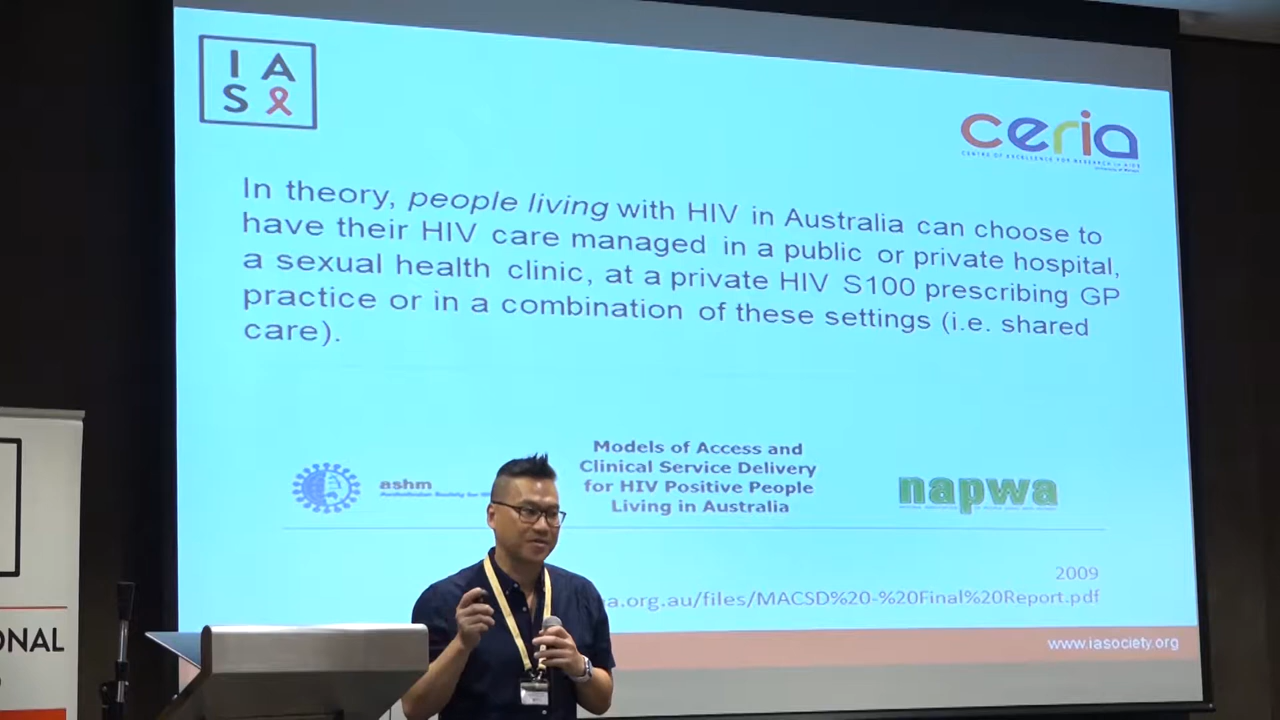 I A
S
ceria
CENTRE OF EXCELLENCE FOR RESEARCH in AIDS
In theory, people living with HIV in Australia can choose to
have their HIV care managed in a public or private hospital,
a sexual health clinic, at a private HIV S100 prescribing GP
practice or in a combination of these settings (i.e. shared
care).
Models of Access and
Clinical Service Delivery
for HIV Positive People
Living in Australia
ashm
napwa
2009
a.org.au/files/MACSD%20-%20Final%20Report.pdf
www.iasociety.org
ONAL